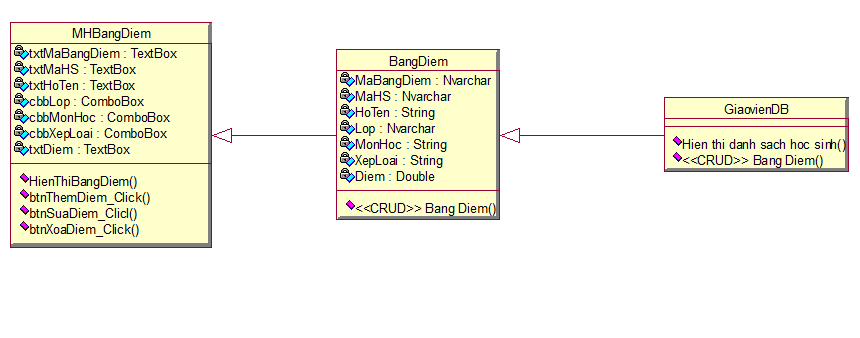 MHBangDiem
txtMaBangDiem : TextBox
txtMaHS : TextBox
txtHoTen : TextBox
cbbLop : ComboBox
cbbMonHoc : ComboBox
cbbXepLoai : ComboBox
txtDiem : TextBox
HienThiBangDiem()
btnThemDiem_Click()
btnSuaDiem_Clicl()
btnXoaDiem_Click()
BangDiem
MaBangDiem : Nvarchar
MaHS : Nvarchar
HoTen : String
Lop : Nvarchar
MonHoc : String
XepLoai : String
Diem : Double
<<CRUD>> Bang Diem()
GiaovienDB
Hien thi danh sach hoc sinh()
<<CRUD>> Bang Diem()